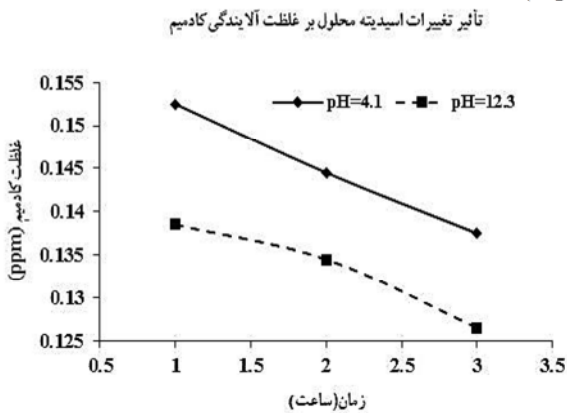 تأثیر تغییرات اسیدیته محلول بر غلظت آلایندگی کادمیم
pH=4.1
pH=12.3
غلظت کادمیم (ppm)
0.155
0.15
0.145
0.14
0.135
0.13
0.125
0.5
1
1.5
2
2.5
3
3.5
زمان(ساعت)